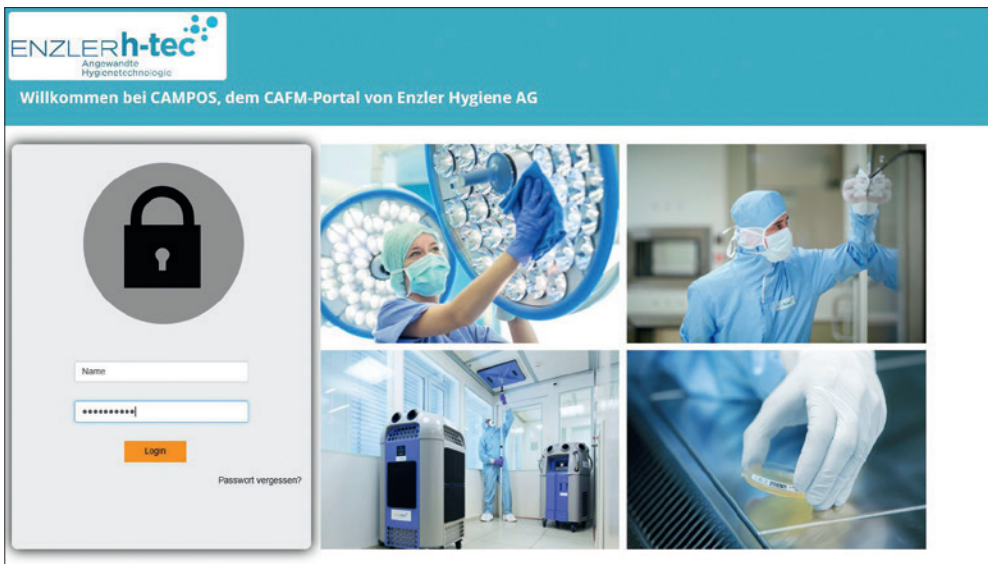 ENZLERh-tec
Angewandte
Hygienetechnologie
Willkommen bei CAMPOS, dem CAFM-Portal von Enzler Hygiene AG
Name
••••••••••
Login
Passwort vergessen?